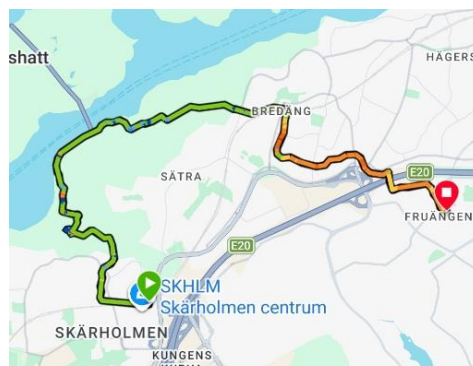 shatt
HÄGERS
BREDÄNG
SÄTRA
E20
FRUÄNGEN
E20
SKHLM
Skärholmen centrum
SKÄRHOLMEN
KUNGENS